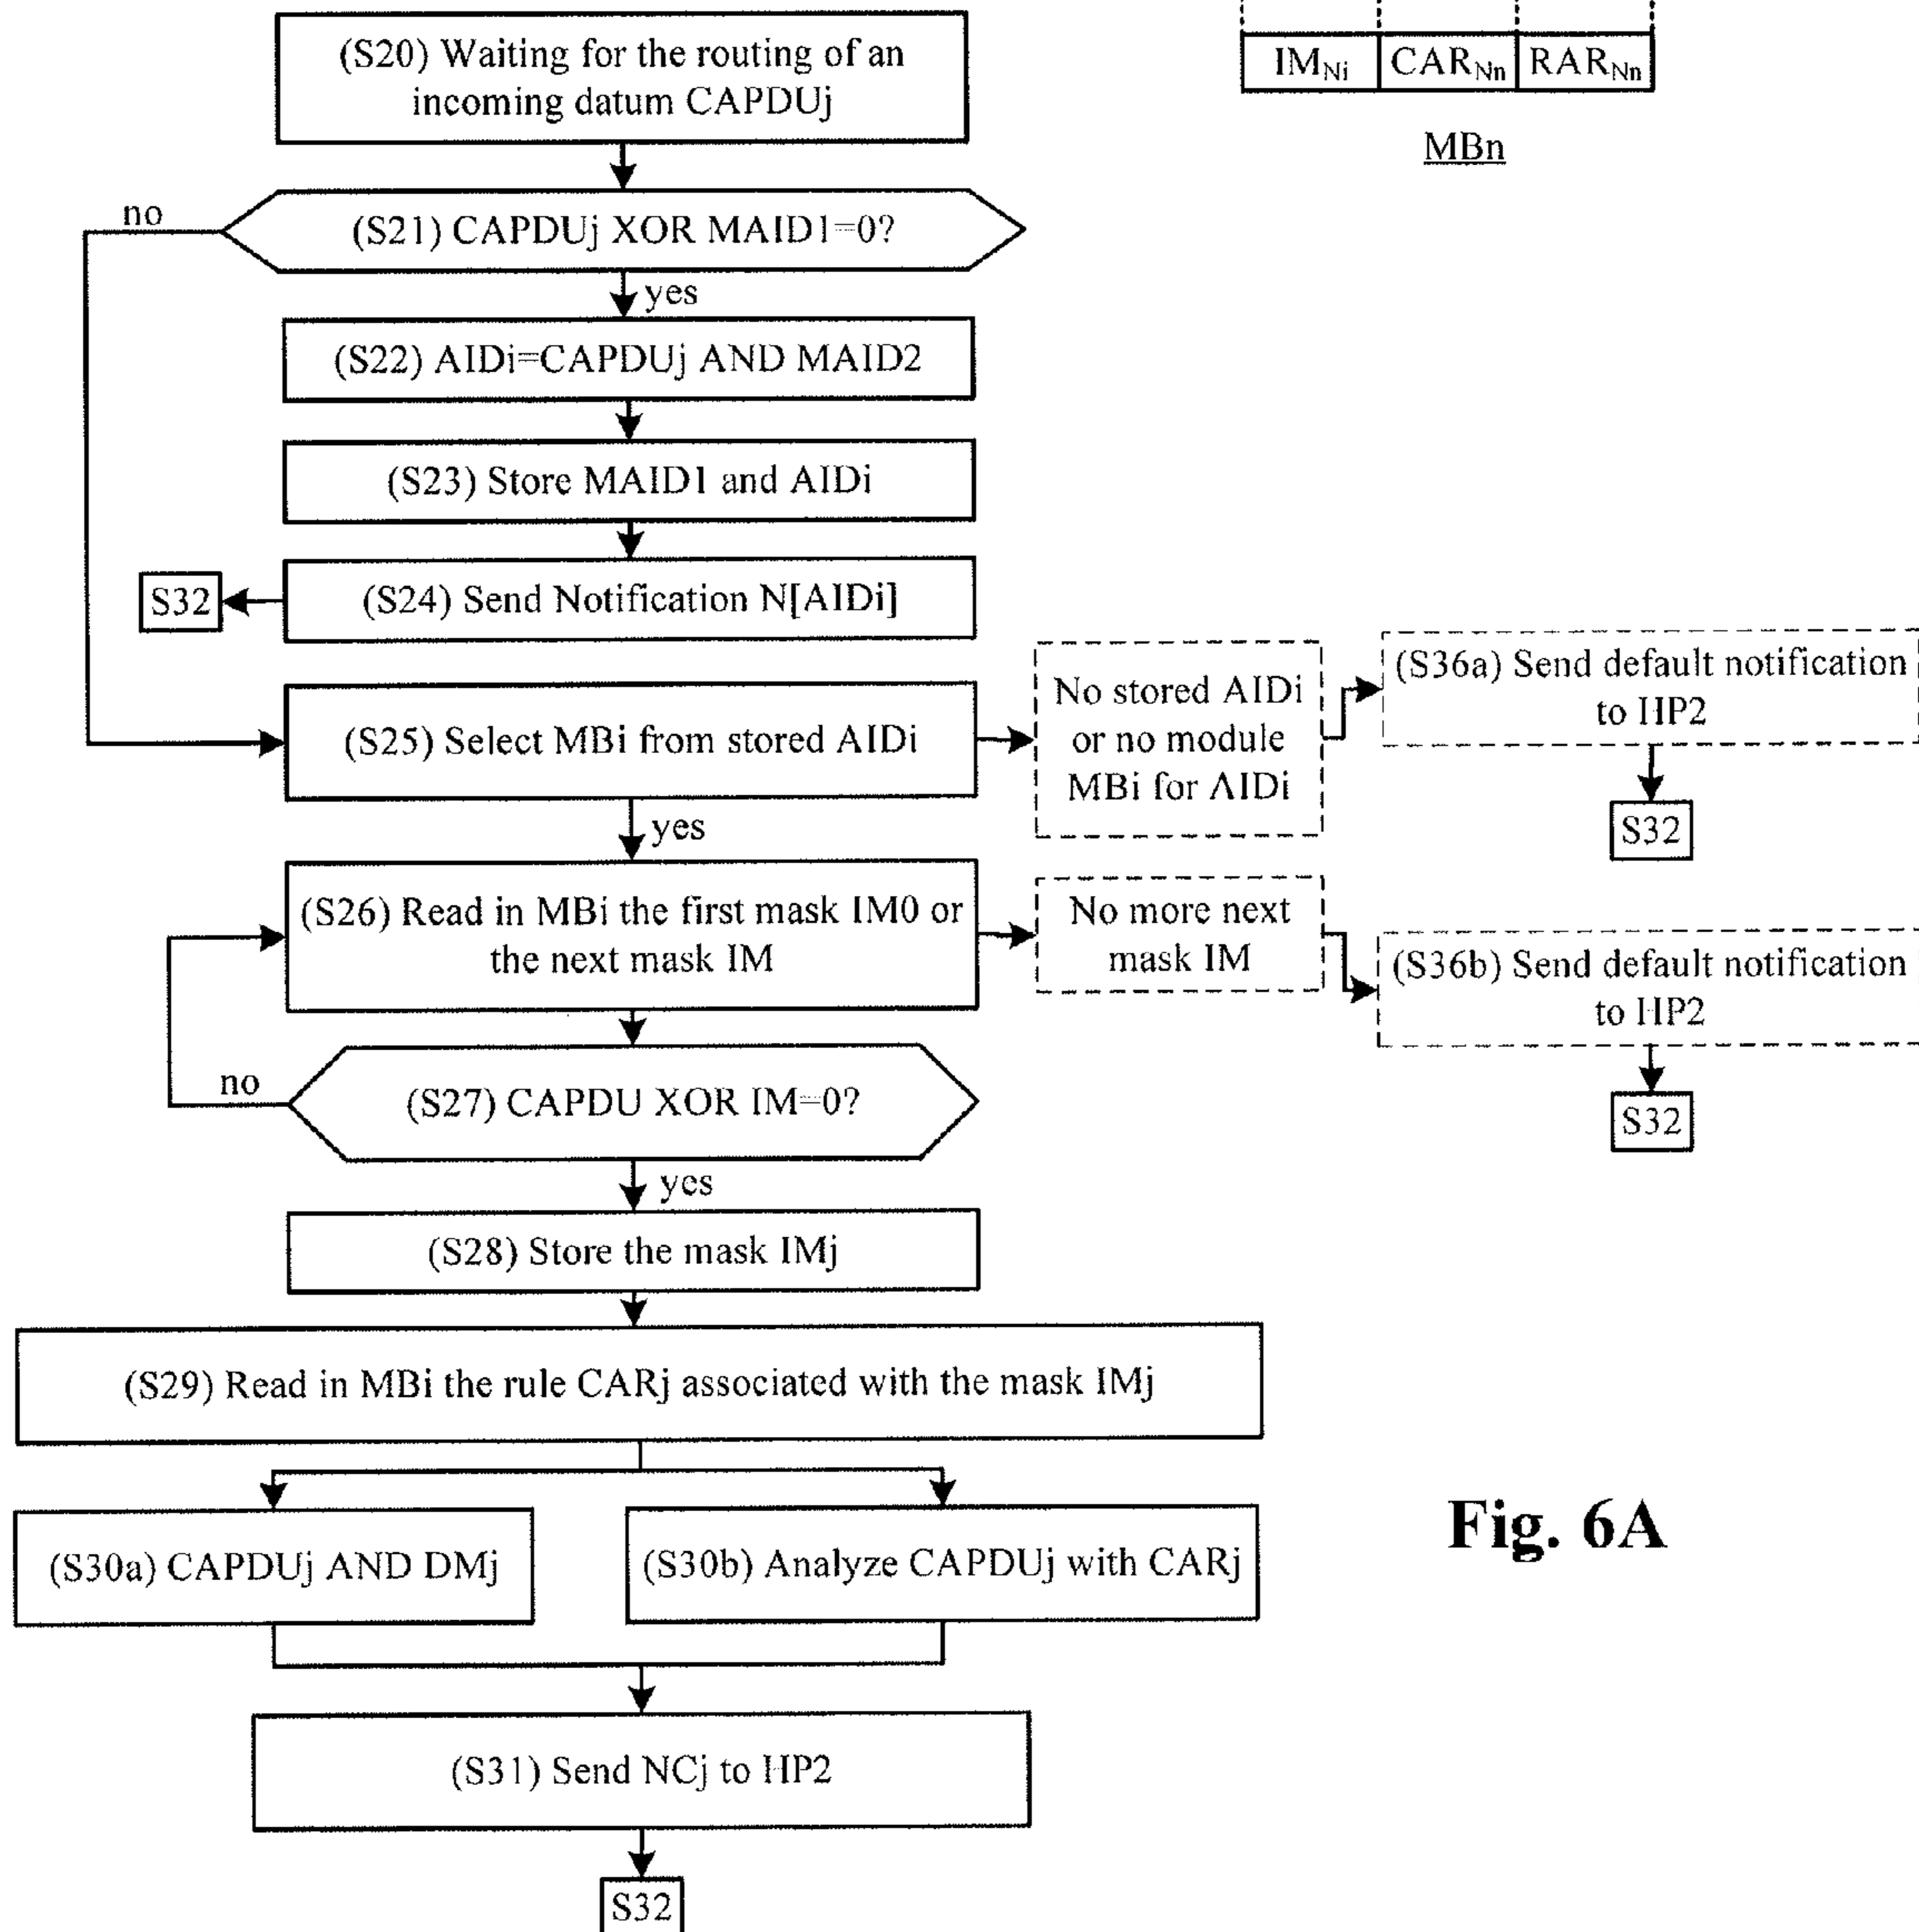 (S20) Waiting for the routing of an
incoming datum CAPDUj
IMNi CARNn RARNn
MBn
no
(S21) CAPDUj XOR MAID1=0?
yes
(S22) AIDi=CAPDUj AND MAID2
(S23) Store MAID1 and AIDi
S32
(S24) Send Notification N[AIDi]
(S25) Select MBi from stored AIDi
No stored AIDi
or no module
MBi for AIDi
(S36a) Send default notification
to HP2
S32
yes
(S26) Read in MBi the first mask IM0 or
the next mask IM
No more next
mask IM
(S36b) Send default notification
to HP2
S32
no
(S27) CAPDU XOR IM=0?
yes
(S28) Store the mask IMj
(S29) Read in MBi the rule CARj associated with the mask IMj
(S30a) CAPDUj AND DMj
(S30b) Analyze CAPDUj with CARj
Fig. 6A
(S31) Send NCj to HP2
S32